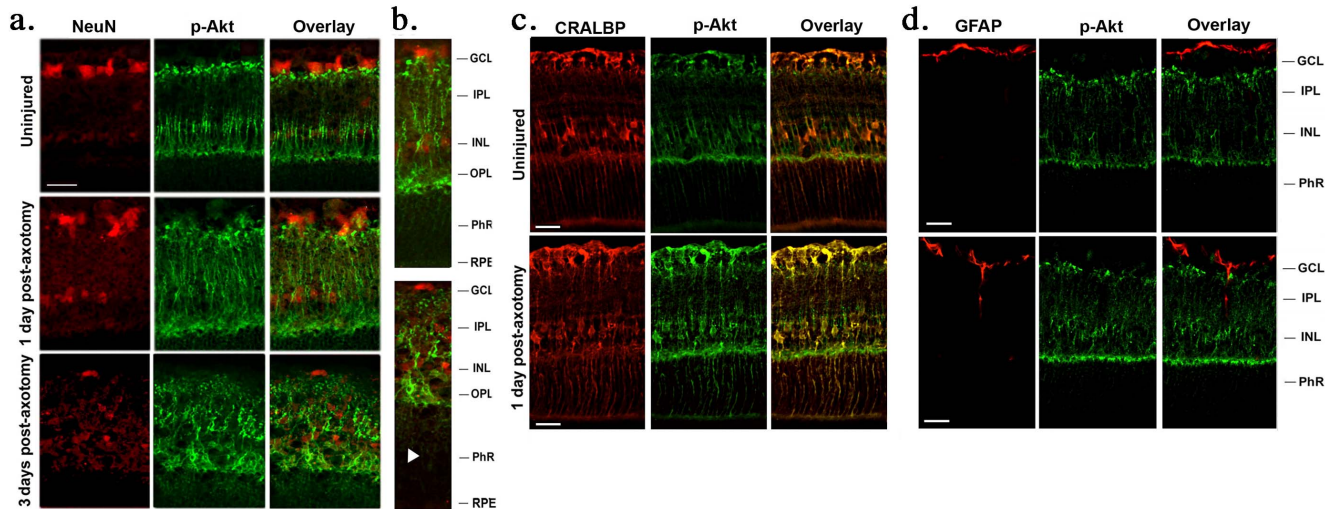 a.
NeuN
p-Akt
Overlay
Uninjured
1 day post-axotomy
3 days post-axotomy
b.
GCL
IPL
INL
OPL
PhR
RPE
GCL
IPL
INL
OPL
PhR
RPE
c.
CRALBP
p-Akt
Overlay
Uninjured
1 day post-axotomy
d.
GFAP
p-Akt
Overlay
GCL
IPL
INL
PhR
GCL
IPL
INL
PhR